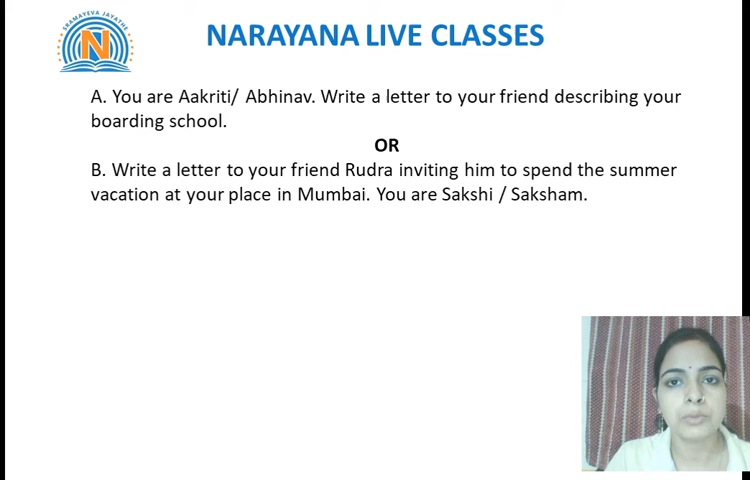 SRAMAYEVA JAYATHE
N
NARAYANA LIVE CLASSES
A. You are Aakriti/ Abhinav. Write a letter to your friend describing your
boarding school.
OR
B. Write a letter to your friend Rudra inviting him to spend the summer
vacation at your place in Mumbai. You are Sakshi / Saksham.